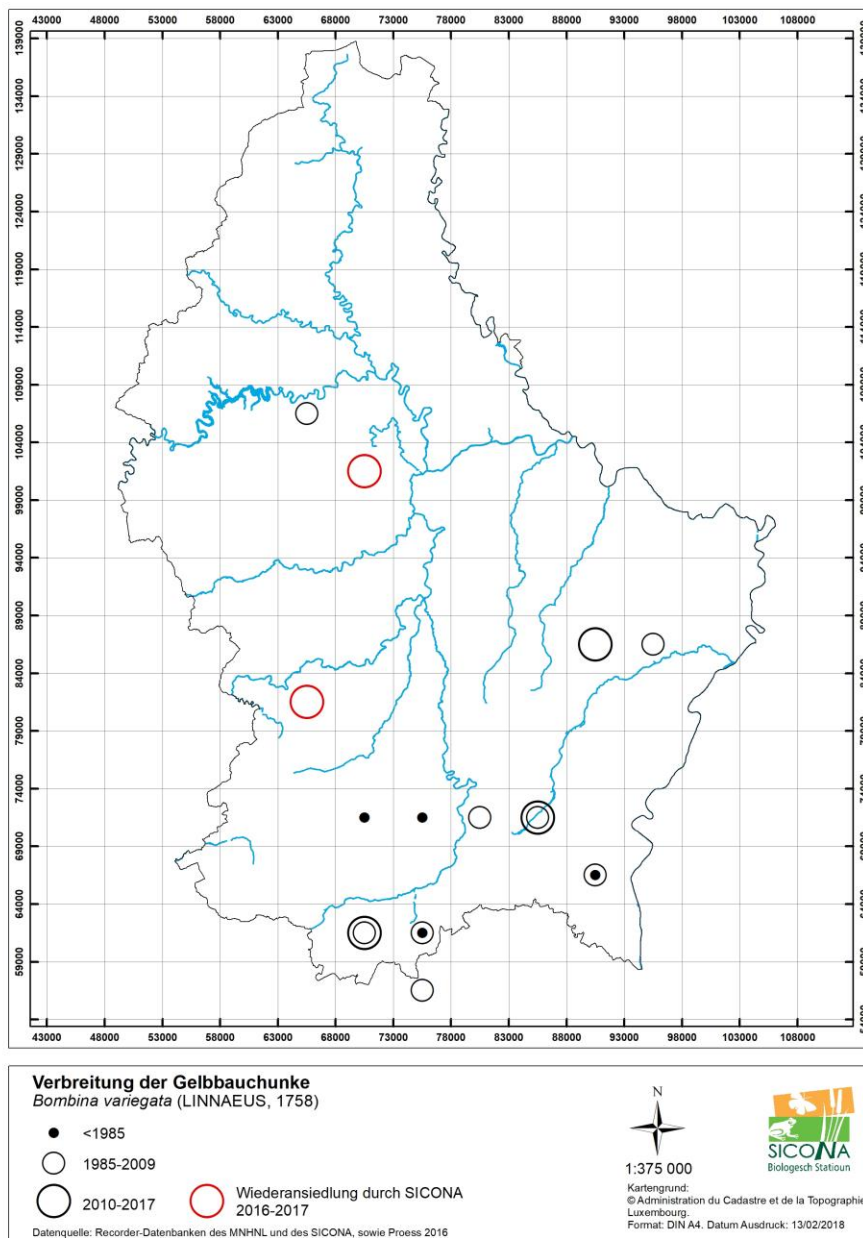 43000 48000 53000 58000 63000 68000 73000 78000 83000 88000 93000 98000 103000 108000
139000
134000
129000
124000
119000
114000
109000
104000
99000
94000
89000
84000
79000
74000
69000
64000
59000
54000
43000 48000 53000 58000 63000 68000 73000 78000 83000 88000 93000 98000 103000 108000
Verbreitung der Gelbbauchunke
Bombina variegata (LINNAEUS, 1758)
<1985
1985-2009
2010-2017
Wiederansiedlung durch SICONA
2016-2017
Datenquelle: Recorder-Datenbanken des MNHNL und des SICONA, sowie Proess 2016
N
1:375 000
Kartengrund:
© Administration du Cadastre et de la Topographie
Luxembourg.
Format: DIN A4. Datum Ausdruck: 13/02/2018
SICONA
Biologesch Statioun